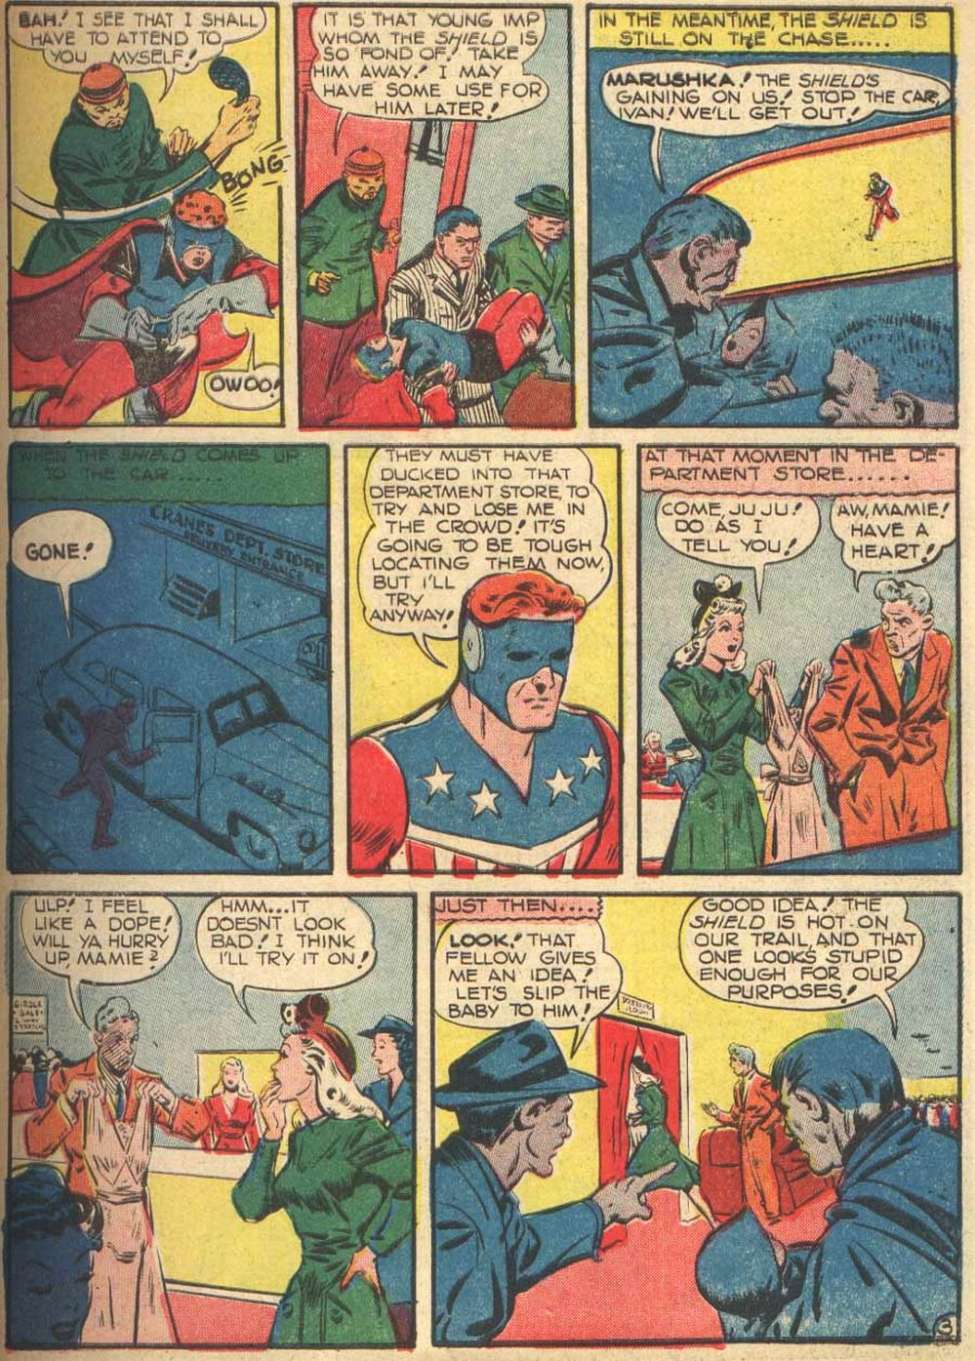 BAH! I SEE THAT I SHALL
HAVE TO ATTEND TO
YOU MYSELF!
BONG
OWOO!
IT IS THAT YOUNG IMP
WHOM THE SHIELD IS
SO FOND OF! TAKE
HIM AWAY! I MAY
HAVE SOME USE FOR
HIM LATER!
IN THE MEANTIME, THE SHIELD IS
STILL ON THE CHASE.....
MARUSHKA! THE SHIELD'S
GAINING ON US! STOP THE CAR,
IVAN! WE'LL GET OUT!
WHEN THE SHIELD COMES UP
TO THE CAR......
GONE!
CRANES DEPT. STORE
DELIVERY ENTRANCE
THEY MUST HAVE
DUCKED INTO THAT
DEPARTMENT STORE, TO
TRY AND LOSE ME IN
THE CROWD! IT'S
GOING TO BE TOUGH
LOCATING THEM NOW,
BUT I'LL
TRY
ANYWAY!
AT THAT MOMENT IN THE DE-
PARTMENT STORE......
COME, JU JU!
DO AS I
TELL YOU!
AW, MAMIE!
HAVE A
HEART!
ULP! I FEEL
LIKE A DOPE!
WILL YA HURRY
UP, MAMIE?
HMM...IT
DOESNT LOOK
BAD! I THINK
I'LL TRY IT ON!
GIRDLE
SALE
JUST THEN....
LOOK! THAT
FELLOW GIVES
ME AN IDEA!
LET'S SLIP THE
BABY TO HIM!
GOOD IDEA! THE
SHIELD IS HOT ON
OUR TRAIL, AND THAT
ONE LOOKS STUPID
ENOUGH FOR OUR
PURPOSES!
DRESSING
ROOM
3